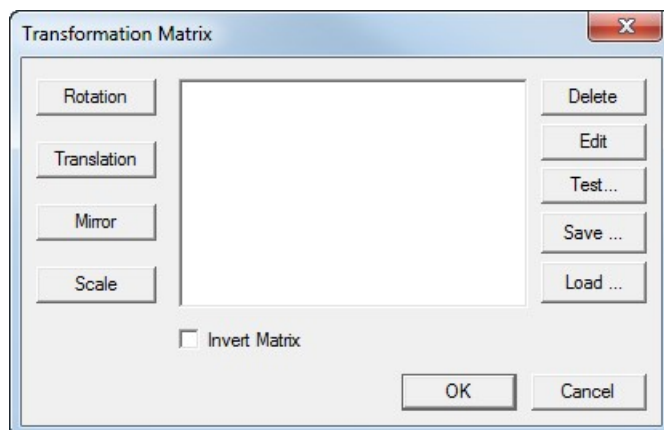 Transformation Matrix
Rotation
Translation
Mirror
Scale
Delete
Edit
Test...
Save ...
Load ...
Invert Matrix
OK
Cancel